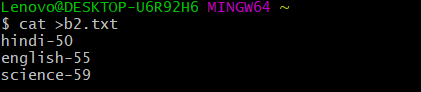 Lenovo@DESKTOP-U6R92H6 MINGW64 ~
$ cat >b2.txt
hindi-50
english-55
science-59